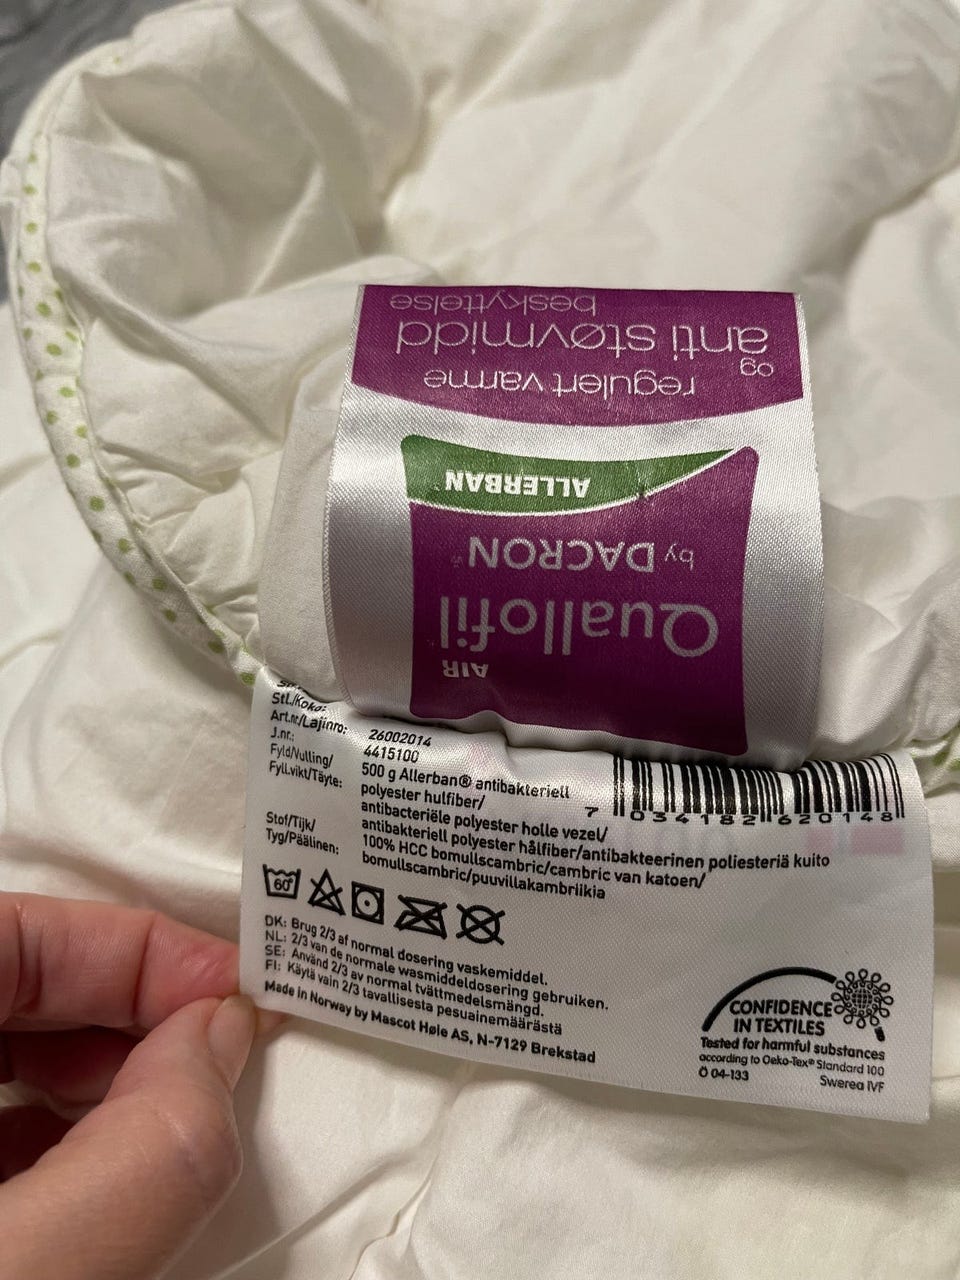 AIR
Quallofil
by DACRON®
ALLERBAN®
regulert varme
og
anti støvmidd
beskyttelse
Stl./Koko:
Art.nr/Lajinro: 26002014
J.nr.: 4415100
Fyld/Vulling/ 500 g Allerban® antibakteriell
Fyll.vikt/Täyte: polyester hulfiber/
antibacteriële polyester holle vezel/
antibakteriell polyester hålfiber/antibakteerinen polyesteriä kuito
Stof/Tijk/ 100% HCC bomullscambric/cambric van katoen/
Tyg/Päälinen: bomullscambric/puuvillakambriikia
7 034182 620148
60°
DK: Brug 2/3 af normal dosering vaskemiddel.
NL: 2/3 van de normale wasmiddeldosering gebruiken.
SE: Använd 2/3 av normal tvättmedelsmängd.
FI: Käytä vain 2/3 tavallisesta pesuainemäärästä
Made in Norway by Mascot Høie AS, N-7129 Brekstad
CONFIDENCE
IN TEXTILES
Tested for harmful substances
according to Oeko-Tex® Standard 100
Ö 04-133 Swerea IVF